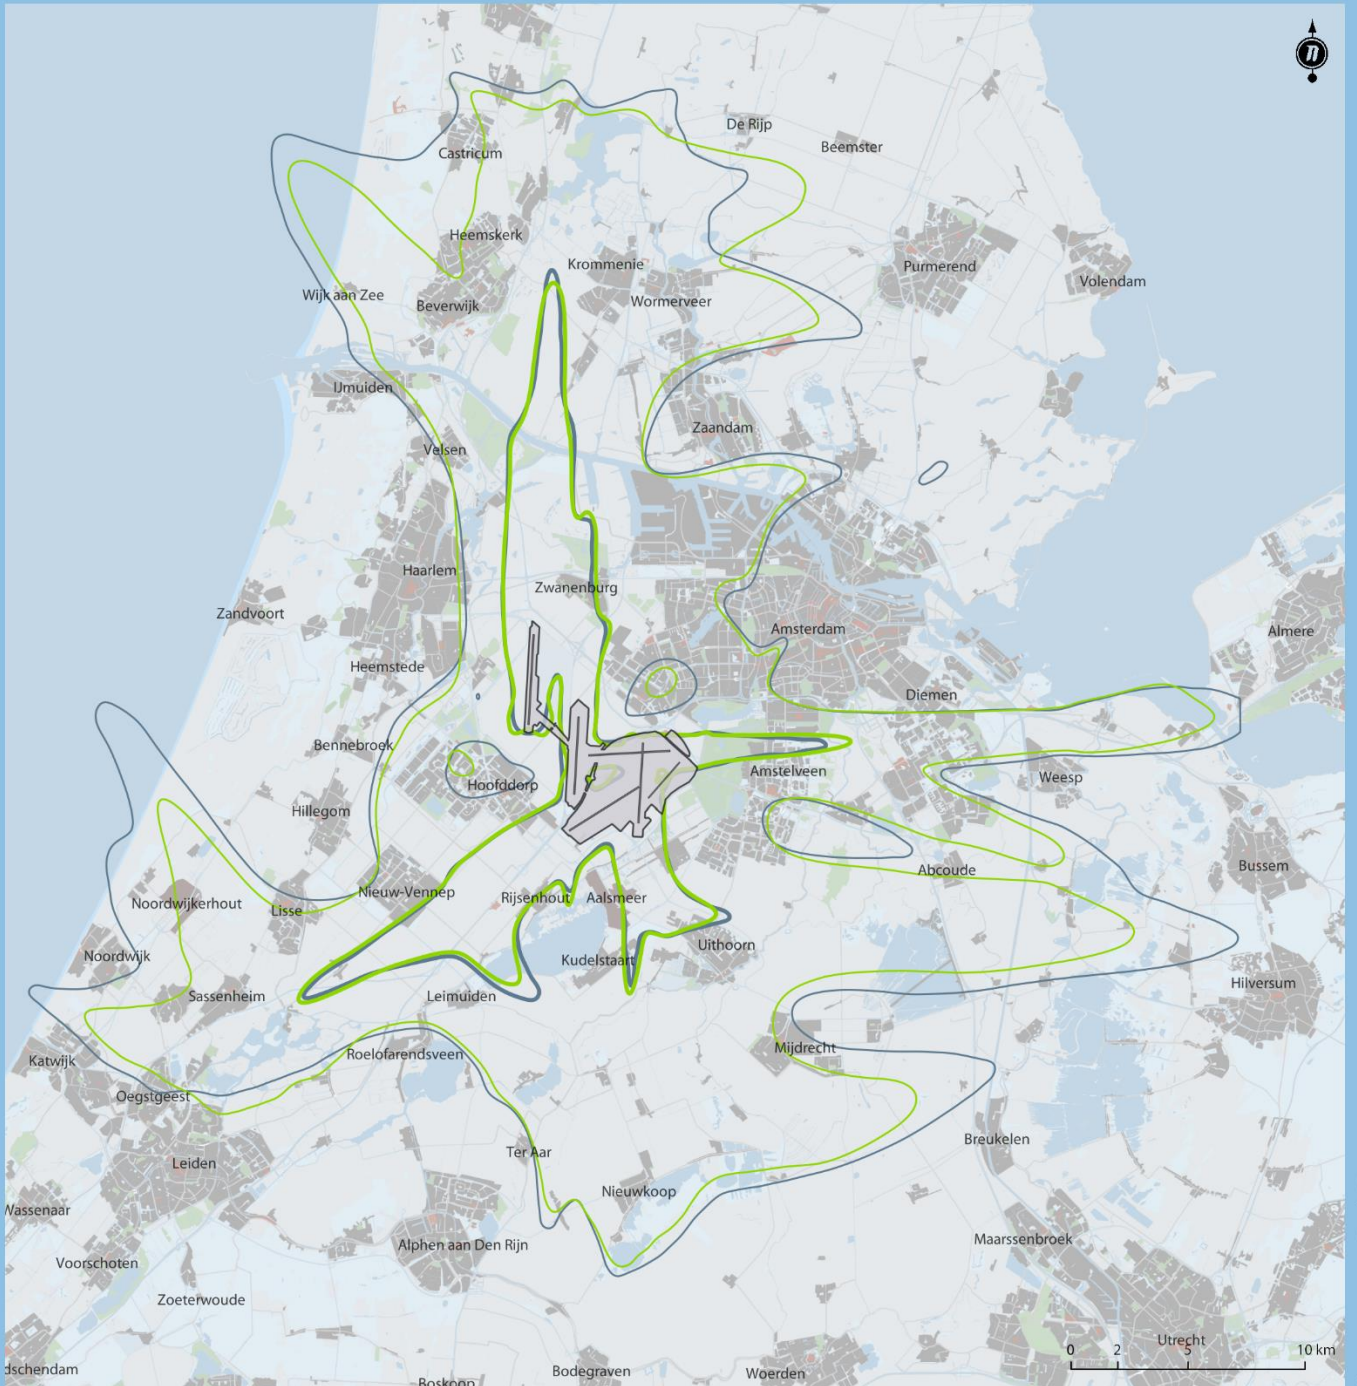 n
De Rijp
Beemster
Castricum
Heemskerk
Krommenie
Purmerend
Volendam
Wijk aan Zee
Beverwijk
Wormerveer
IJmuiden
Zaandam
Velsen
Haarlem
Zwanenburg
Zandvoort
Amsterdam
Almere
Heemstede
Diemen
Bennebroek
Hoofddorp
Amstelveen
Weesp
Hillegom
Abcoude
Bussem
Noordwijkerhout
Lisse
Nieuw-Vennep
Rijsenhout
Aalsmeer
Noordwijk
Kudelstaart
Uithoorn
Sassenheim
Leimuiden
Hilversum
Katwijk
Roelofarendsveen
Mijdrecht
Oegstgeest
Breukelen
Leiden
Ter Aar
Nieuwkoop
Wassenaar
Voorschoten
Alphen aan Den Rijn
Maarssenbroek
Zoeterwoude
Utrecht
0 2 5 10 km
dschendam
Boskoop
Bodegraven
Woerden